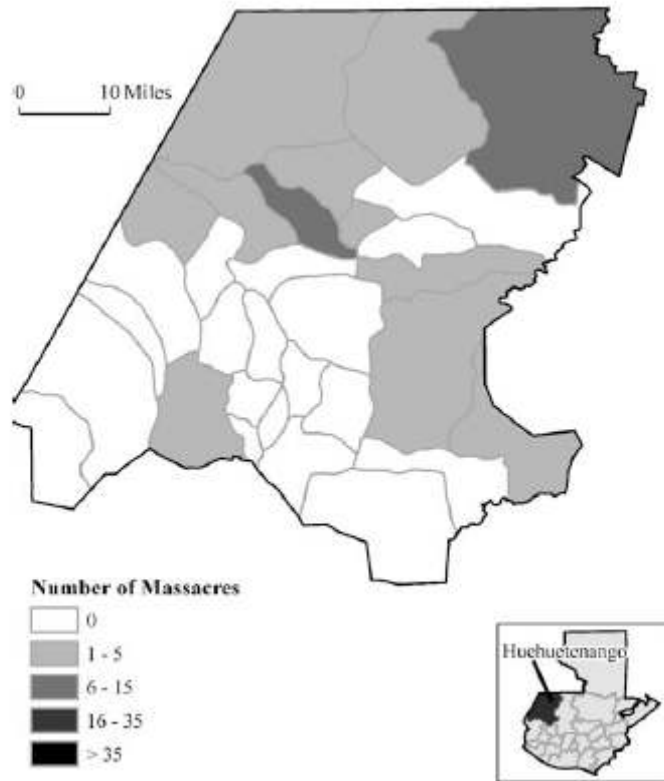 0 10 Miles
Number of Massacres
0
1 - 5
6 - 15
16 - 35
> 35
Huehuetenango